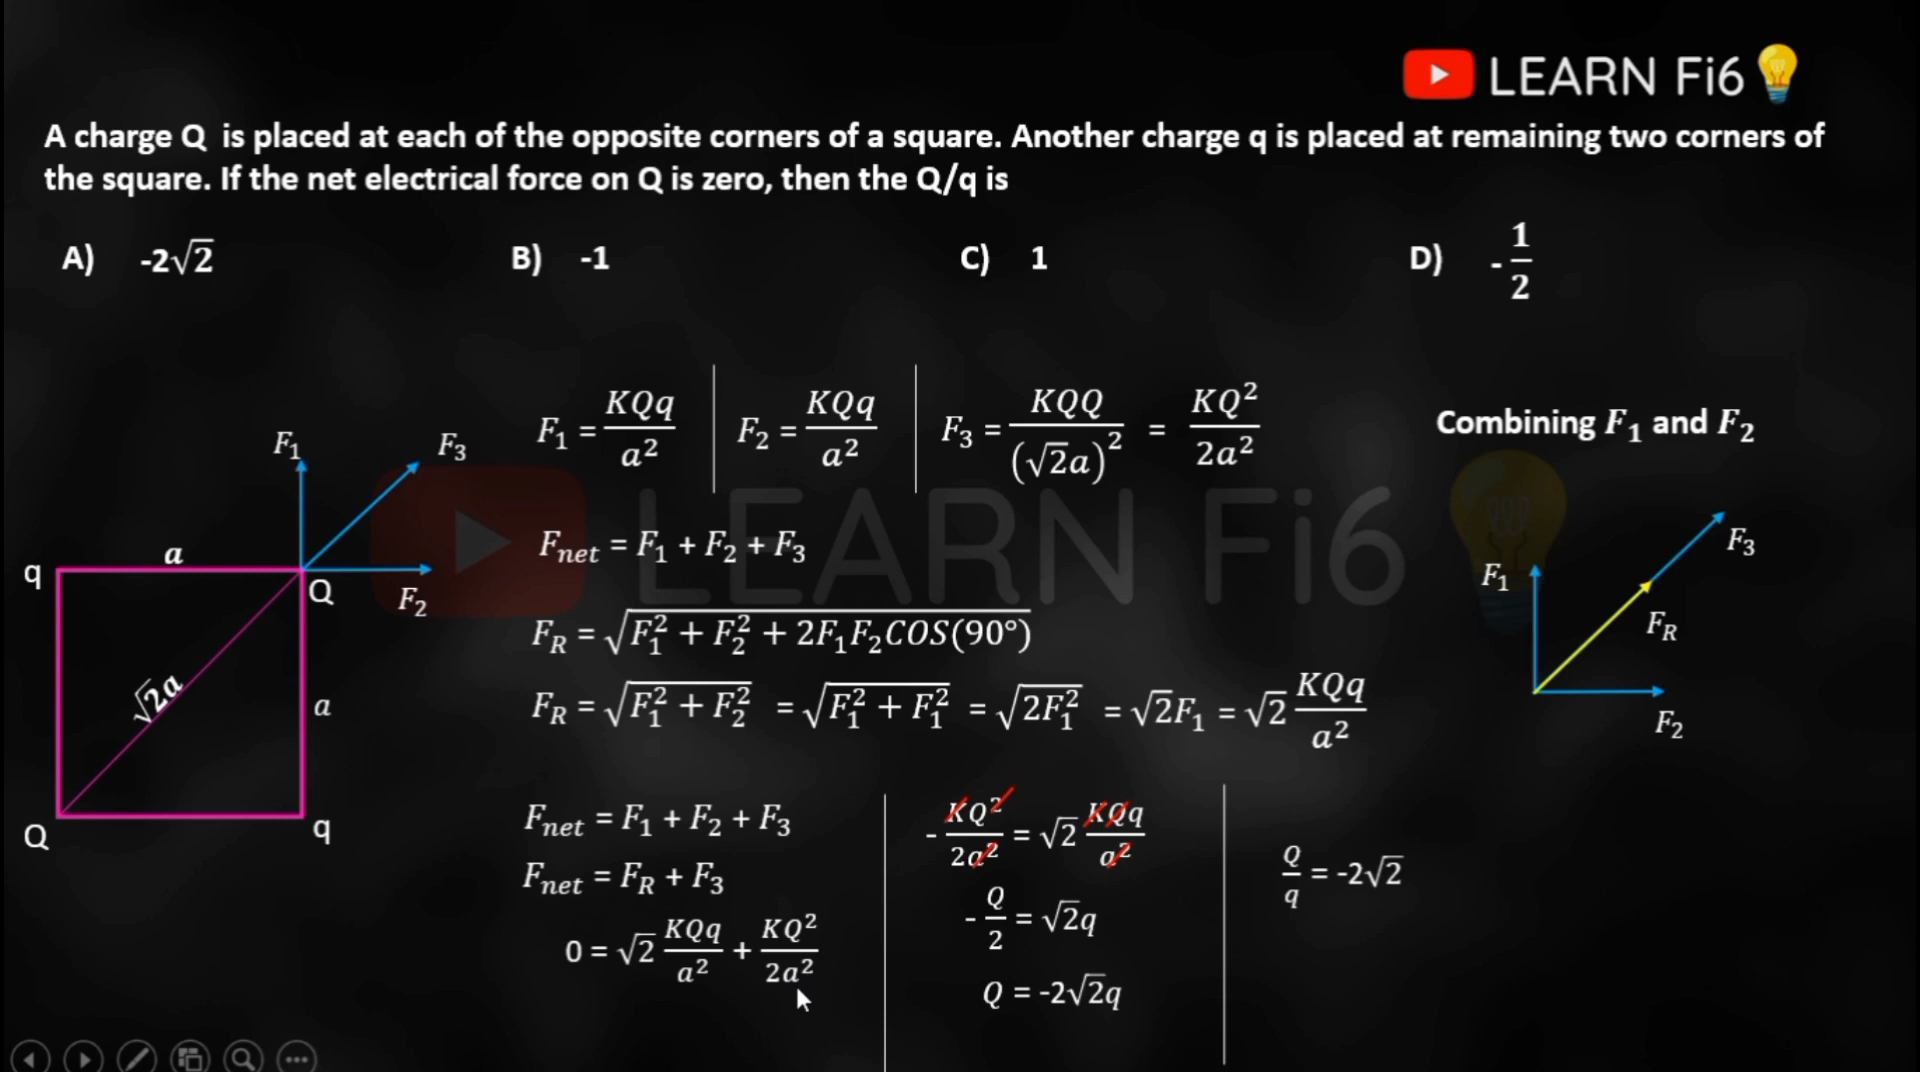 LEARN Fi6
A charge Q is placed at each of the opposite corners of a square. Another charge q is placed at remaining two corners of
the square. If the net electrical force on Q is zero, then the Q/q is
A) -2√2 B) -1 C) 1 D) -1/2
F₁ = KQq/a² F₂ = KQq/a² F₃ = KQQ/(√2a)² = KQ²/2a²
Combining F₁ and F₂
F₁ F₃
F₂
q a Q
√2a a
Q q
LEARN Fi6
F_net = F₁ + F₂ + F₃
F_R = √(F₁² + F₂² + 2F₁F₂COS(90°))
F_R = √(F₁² + F₂²) = √(F₁² + F₁²) = √(2F₁²) = √2F₁ = √2 KQq/a²
F₃
F₁
F_R
F₂
F_net = F₁ + F₂ + F₃
F_net = F_R + F₃
0 = √2 KQq/a² + KQ²/2a²
-KQ²/2a² = √2 KQq/a²
-Q/2 = √2q
Q = -2√2q
Q/q = -2√2